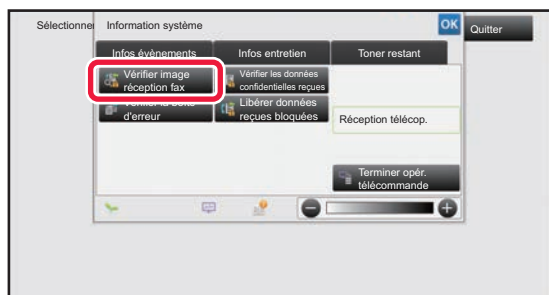 Sélectionne
Information système
OK
Quitter
Infos évènements
Infos entretien
Toner restant
Vérifier image
réception fax
Vérifier les données
confidentielles reçues
d'erreur
Libérer données
reçues bloquées
Réception télécop.
Terminer opér.
télécommande